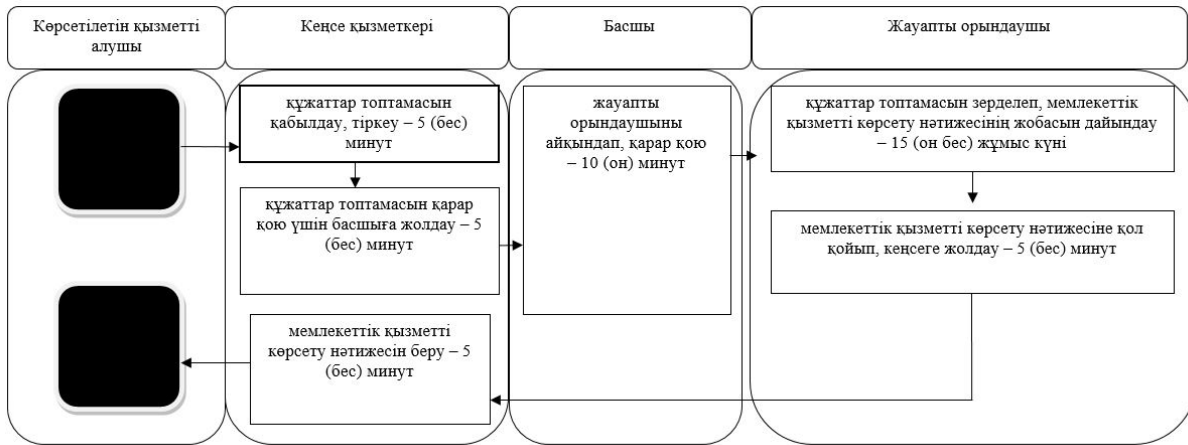 Көрсетілетін қызметті
алушы
Кеңсе қызметкері
Басшы
Жауапты орындаушы
құжаттар топтамасын
қабылдау, тіркеу – 5 (бес)
минут
құжаттар топтамасын қарар
қою үшін басшыға жолдау – 5
(бес) минут
мемлекеттік қызметті
көрсету нәтижесін беру – 5
(бес) минут
жауапты
орындаушыны
айқындап, қарар қою
– 10 (он) минут
құжаттар топтамасын зерделеп, мемлекеттік
қызметті көрсету нәтижесінің жобасын дайындау
– 15 (он бес) жұмыс күні
мемлекеттік қызметті көрсету нәтижесіне қол
қойып, кеңсеге жолдау – 5 (бес) минут